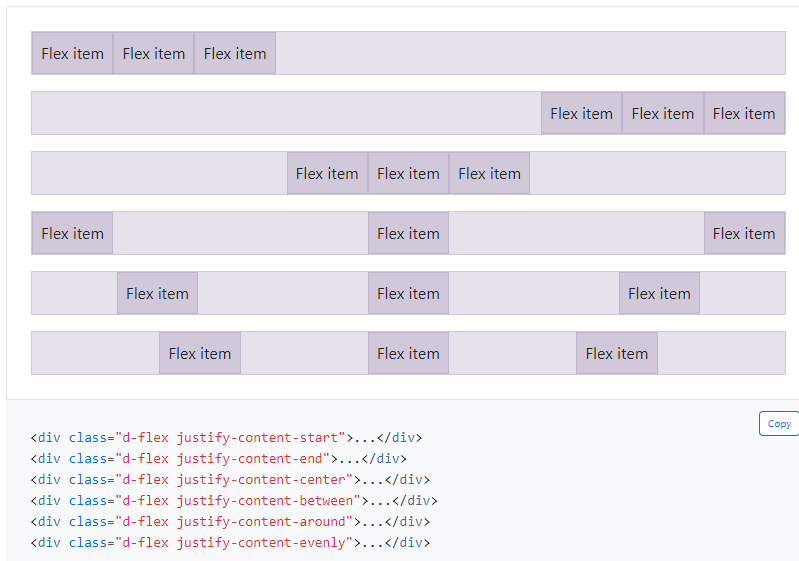 Flex item Flex item Flex item
Flex item Flex item Flex item
Flex item Flex item Flex item
Flex item Flex item Flex item
Flex item Flex item Flex item
Flex item Flex item Flex item
Copy
<div class="d-flex justify-content-start">...</div>
<div class="d-flex justify-content-end">...</div>
<div class="d-flex justify-content-center">...</div>
<div class="d-flex justify-content-between">...</div>
<div class="d-flex justify-content-around">...</div>
<div class="d-flex justify-content-evenly">...</div>